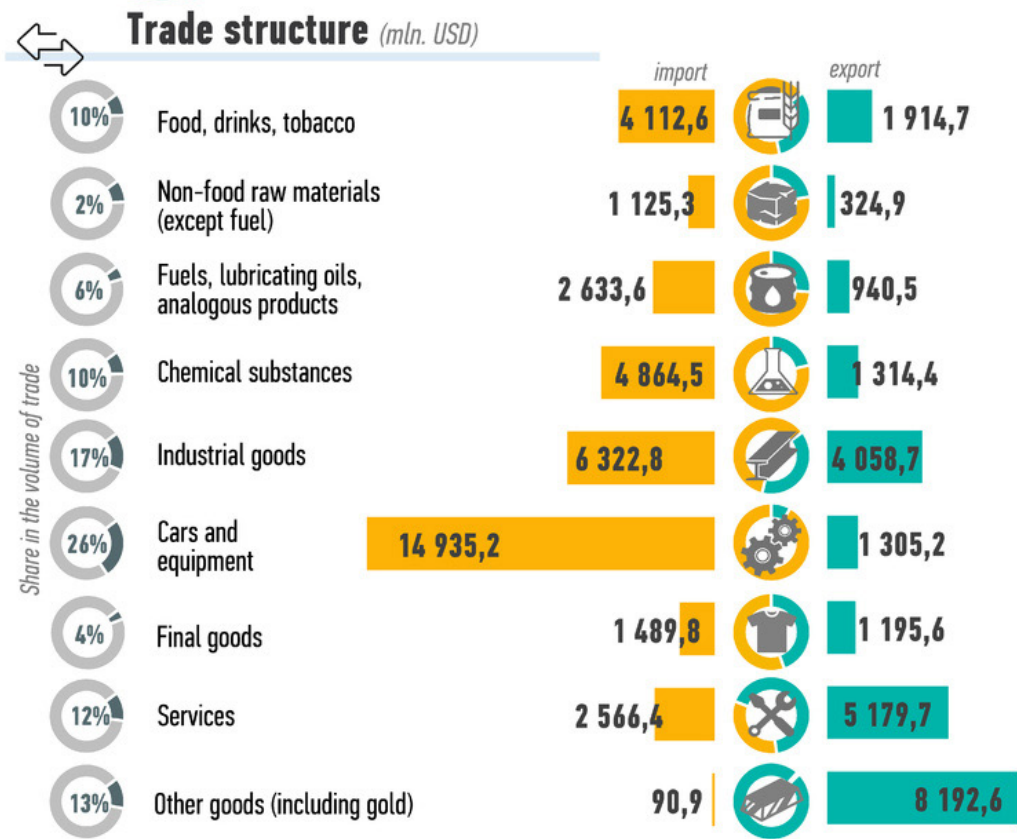 Trade structure (mln. USD)
import export
10% Food, drinks, tobacco 4 112,6 1 914,7
2% Non-food raw materials
(except fuel) 1 125,3 324,9
6% Fuels, lubricating oils,
analogous products 2 633,6 940,5
10% Chemical substances 4 864,5 1 314,4
17% Industrial goods 6 322,8 4 058,7
26% Cars and
equipment 14 935,2 1 305,2
4% Final goods 1 489,8 1 195,6
12% Services 2 566,4 5 179,7
13% Other goods (including gold) 90,9 8 192,6
Share in the volume of trade